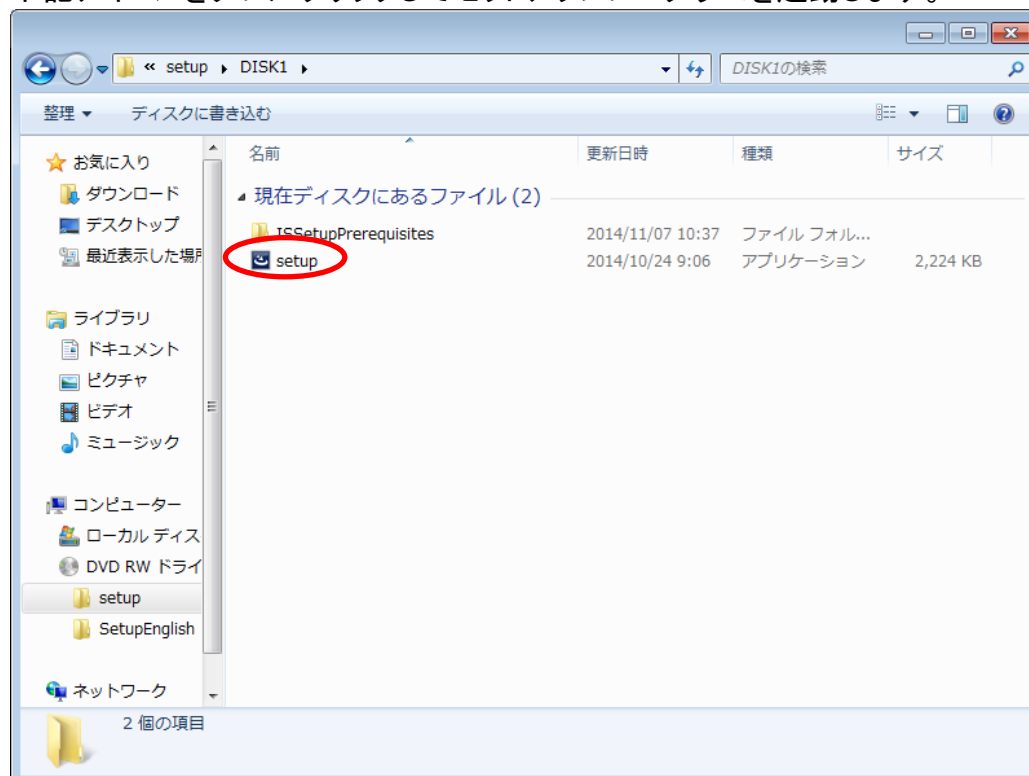 « setup ▸ DISK1 ▸
DISK1の検索
整理 ディスクに書き込む
お気に入り
ダウンロード
デスクトップ
最近表示した場所
ライブラリ
ドキュメント
ピクチャ
ビデオ
ミュージック
コンピューター
ローカル ディス
DVD RW ドライ
setup
SetupEnglish
ネットワーク
名前 更新日時 種類 サイズ
現在ディスクにあるファイル (2)
ISSetupPrerequisites 2014/11/07 10:37 ファイル フォル...
setup 2014/10/24 9:06 アプリケーション 2,224 KB
2 個の項目